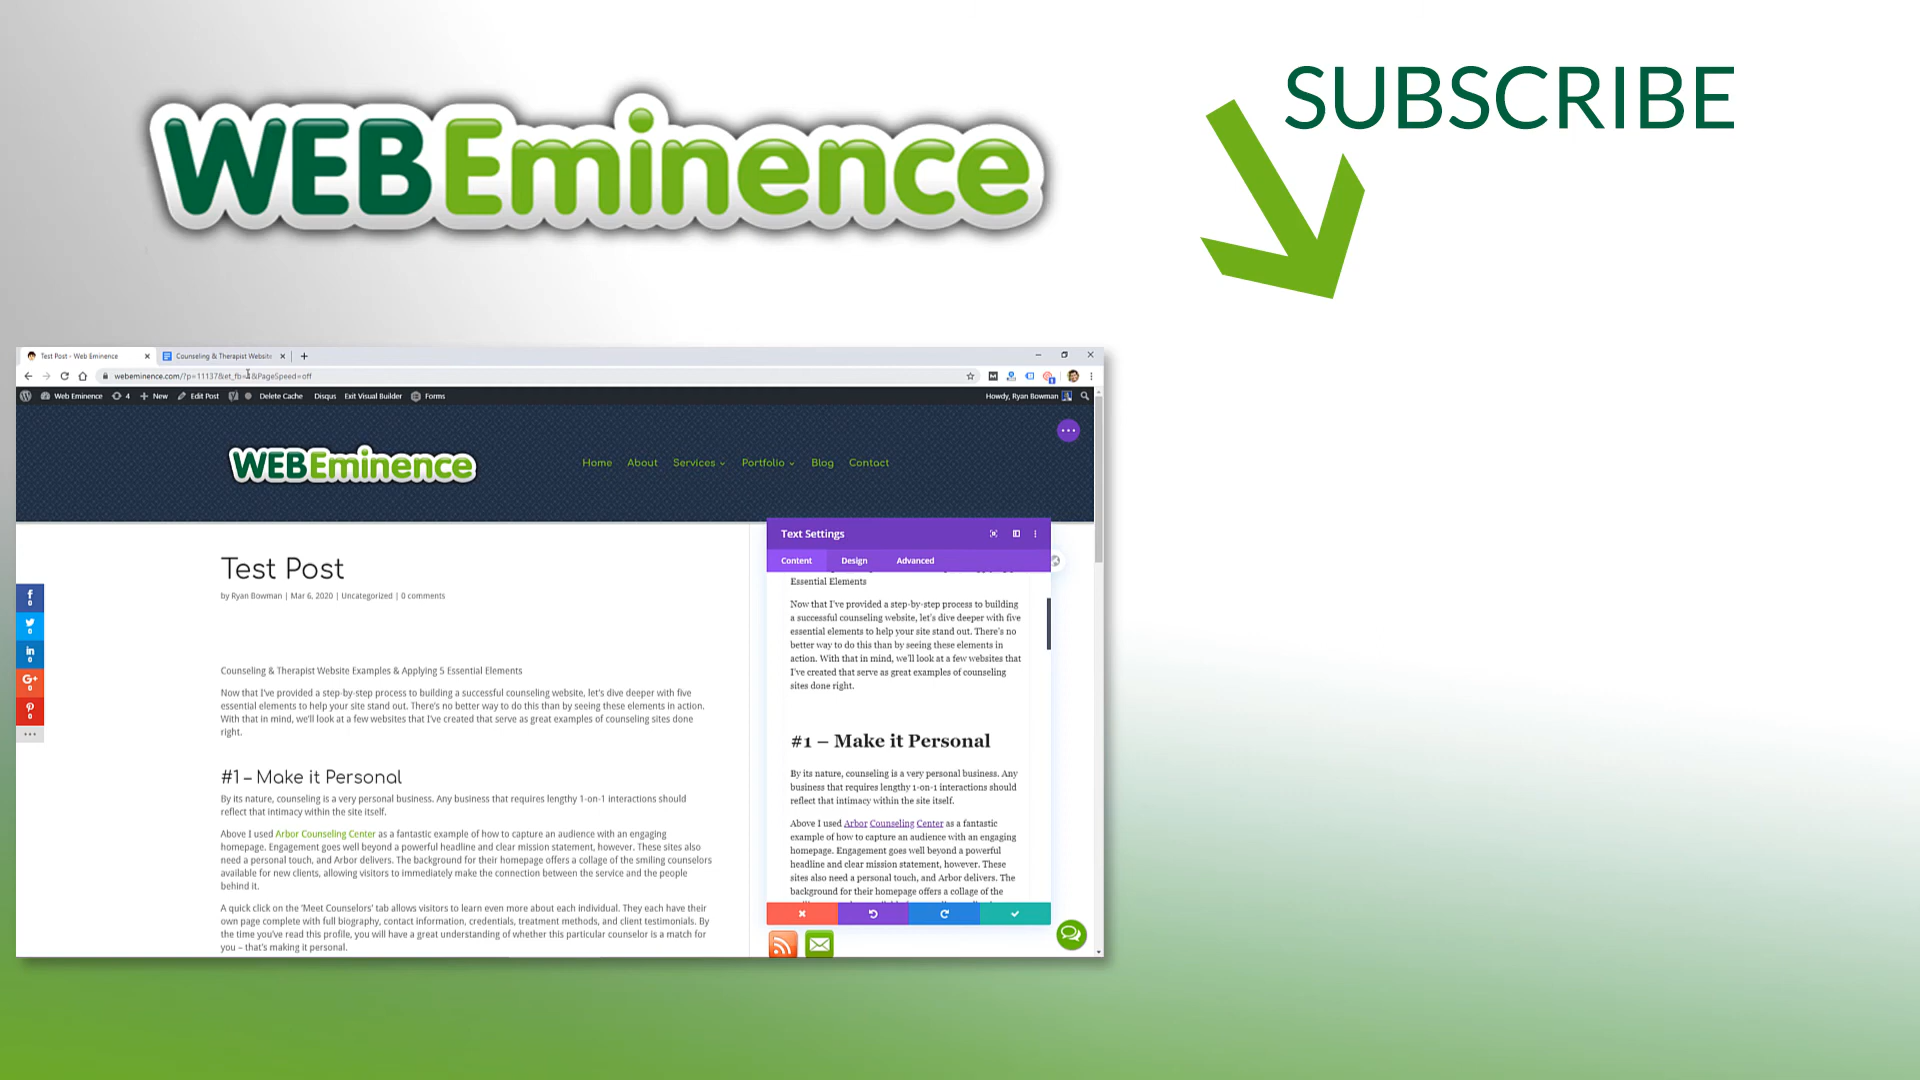 WEBEminence
SUBSCRIBE
Test Post - Web Eminence
Counseling & Therapist Website
webeminence.com/?p=11137&et_fb=1&PageSpeed=off
Web Eminence 4 New Edit Post Delete Cache Disqus Exit Visual Builder Forms Howdy, Ryan Bowman
WEBEminence
Home About Services Portfolio Blog Contact
Test Post
by Ryan Bowman | Mar 6, 2020 | Uncategorized | 0 comments
0
0
0
0
0
Counseling & Therapist Website Examples & Applying 5 Essential Elements
Now that I've provided a step-by-step process to building a successful counseling website, let's dive deeper with five
essential elements to help your site stand out. There's no better way to do this than by seeing these elements in action.
With that in mind, we'll look at a few websites that I've created that serve as great examples of counseling sites done
right.
#1 – Make it Personal
By its nature, counseling is a very personal business. Any business that requires lengthy 1-on-1 interactions should
reflect that intimacy within the site itself.
Above I used Arbor Counseling Center as a fantastic example of how to capture an audience with an engaging
homepage. Engagement goes well beyond a powerful headline and clear mission statement, however. These sites also
need a personal touch, and Arbor delivers. The background for their homepage offers a collage of the smiling counselors
available for new clients, allowing visitors to immediately make the connection between the service and the people
behind it.
A quick click on the 'Meet Counselors' tab allows visitors to learn even more about each individual. They each have their
own page complete with full biography, contact information, credentials, treatment methods, and client testimonials. By
the time you've read this profile, you will have a great understanding of whether this particular counselor is a match for
you – that's making it personal.
Text Settings
Content Design Advanced
Essential Elements
Now that I've provided a step-by-step process to building
a successful counseling website, let's dive deeper with five
essential elements to help your site stand out. There's no
better way to do this than by seeing these elements in
action. With that in mind, we'll look at a few websites that
I've created that serve as great examples of counseling
sites done right.
#1 – Make it Personal
By its nature, counseling is a very personal business. Any
business that requires lengthy 1-on-1 interactions should
reflect that intimacy within the site itself.
Above I used Arbor Counseling Center as a fantastic
example of how to capture an audience with an engaging
homepage. Engagement goes well beyond a powerful
headline and clear mission statement, however. These
sites also need a personal touch, and Arbor delivers. The
background for their homepage offers a collage of the